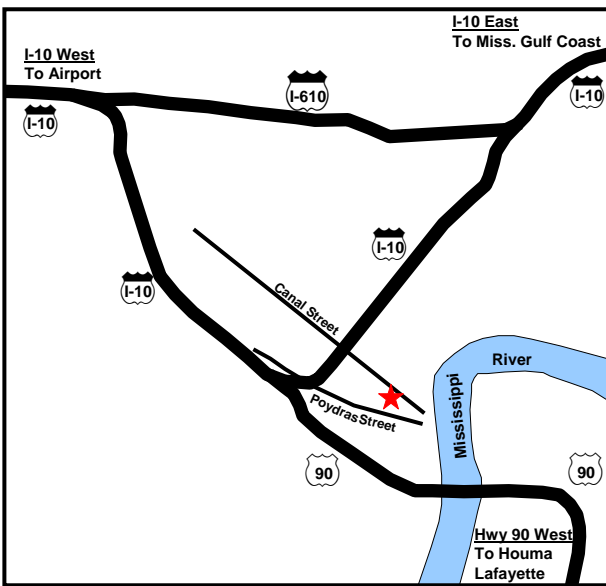 I-10 East
To Miss. Gulf Coast
I-10 West
To Airport
I-610
I-10
I-10
I-10
I-10
Canal Street
River
Mississippi
Poydras Street
90
90
Hwy 90 West
To Houma
Lafayette